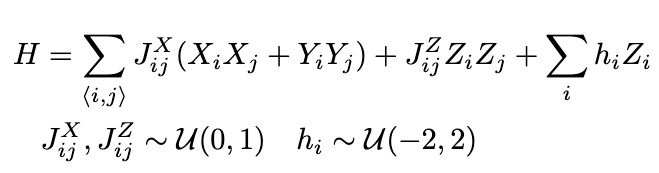 H = \sum_{\langle i,j \rangle} J_{ij}^{X} (X_i X_j + Y_i Y_j) + J_{ij}^{Z} Z_i Z_j + \sum_{i} h_i Z_i
J_{ij}^{X}, J_{ij}^{Z} \sim \mathcal{U}(0, 1) \quad h_i \sim \mathcal{U}(-2, 2)